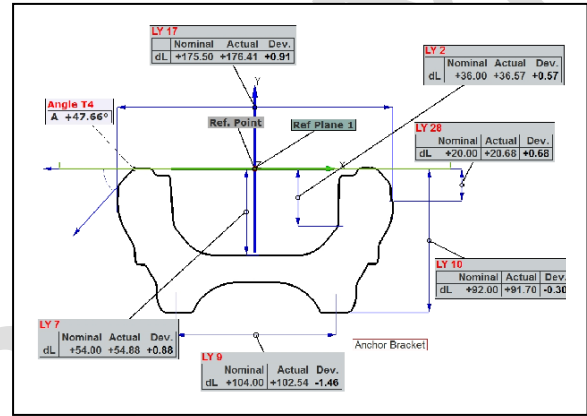 LY 17
Nominal Actual Dev.
dL +175.50 +176.41 +0.91
LY 2
Nominal Actual Dev.
dL +36.00 +36.57 +0.57
Y
Angle T4
A +47.66°
Ref. Point
Ref Plane 1
LY 28
Nominal Actual Dev.
dL +20.00 +20.68 +0.68
X
LY 10
Nominal Actual Dev.
dL +92.00 +91.70 -0.30
LY 7
Nominal Actual Dev.
dL +54.00 +54.88 +0.88
Anchor Bracket
LY 9
Nominal Actual Dev.
dL +104.00 +102.54 -1.46